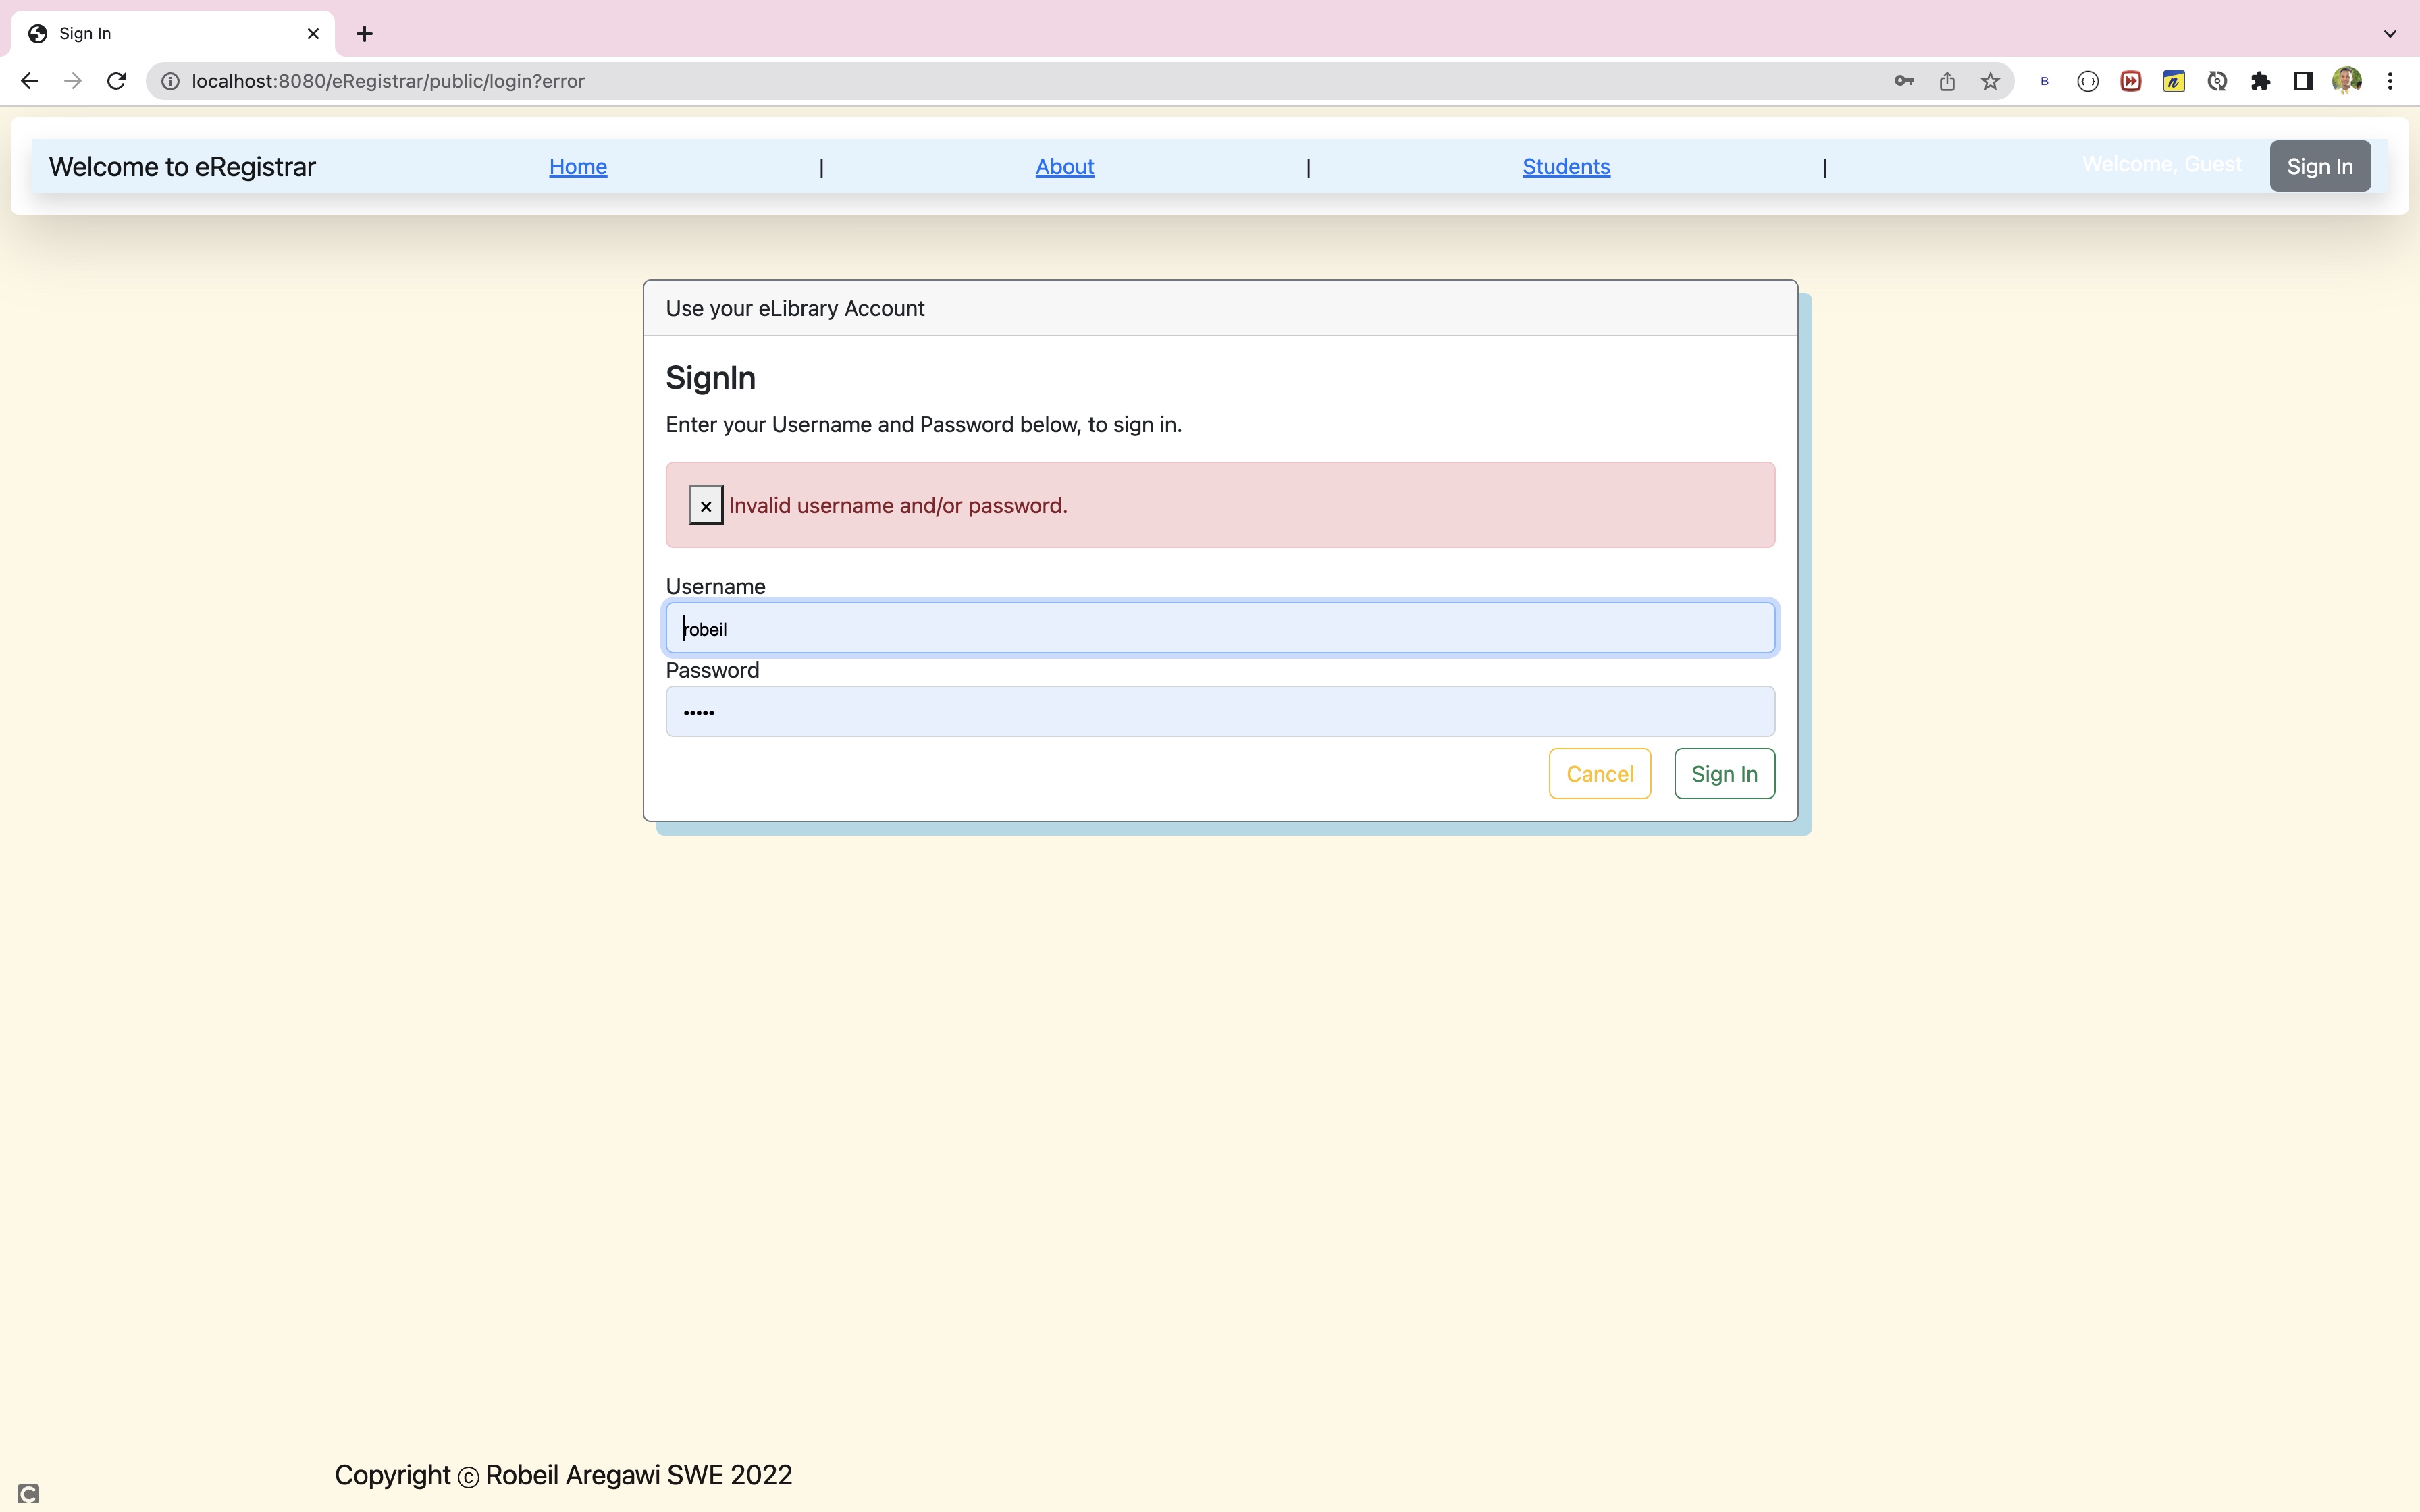 Sign In
localhost:8080/eRegistrar/public/login?error
B
Welcome to eRegistrar Home | About | Students | Welcome, Guest Sign In
Use your eLibrary Account
SignIn
Enter your Username and Password below, to sign in.
× Invalid username and/or password.
Username
robeil
Password
•••••
Cancel Sign In
Copyright © Robeil Aregawi SWE 2022